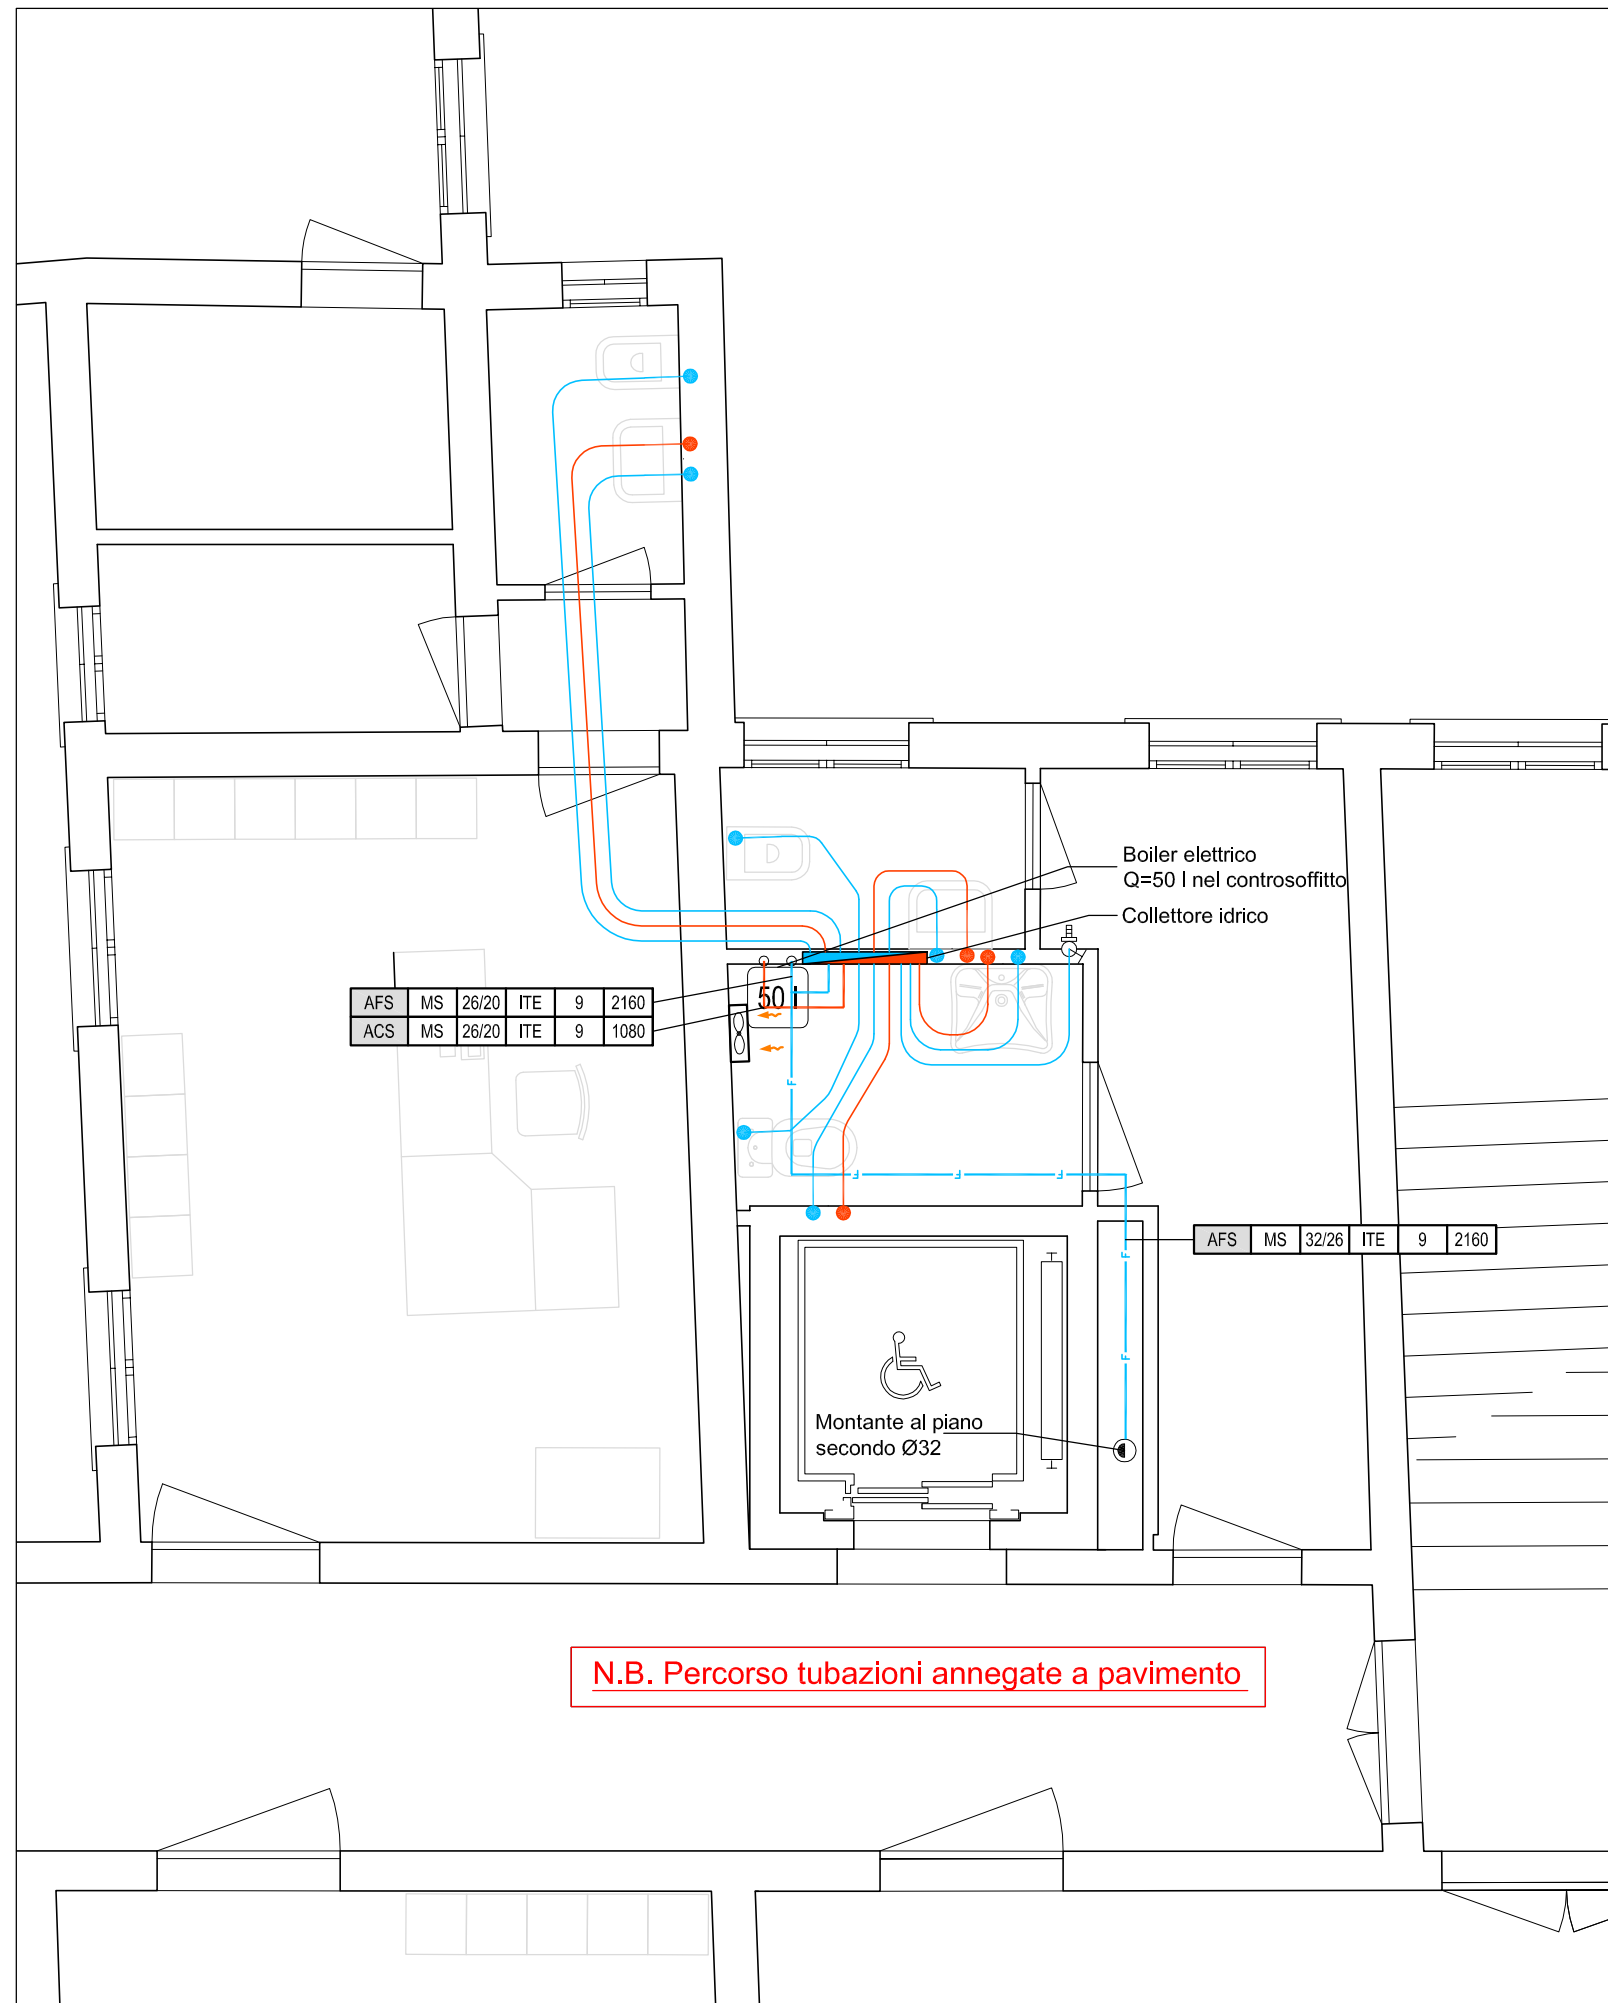 Boiler elettrico
Q=50 l nel controsoffitto
Collettore idrico
50 l
AFS MS 26/20 ITE 9 2160
ACS MS 26/20 ITE 9 1080
F
F F F
AFS MS 32/26 ITE 9 2160
F
F
Montante al piano
secondo Ø32
N.B. Percorso tubazioni annegate a pavimento